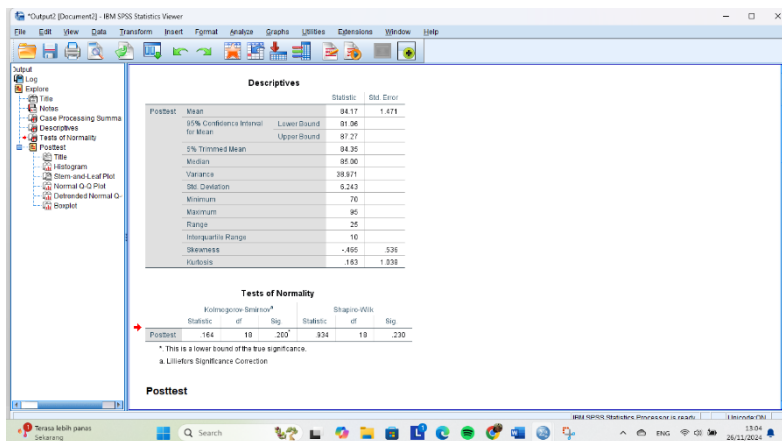 *Output2 [Document2] - IBM SPSS Statistics Viewer
File Edit View Data Transform Insert Format Analyze Graphs Utilities Extensions Window Help
Output
Log
Explore
Title
Notes
Case Processing Summa
Descriptives
Tests of Normality
Posttest
Title
Histogram
Stem-and-Leaf Plot
Normal Q-Q Plot
Detrended Normal Q-
Boxplot
Descriptives
Statistic Std. Error
Posttest Mean 84.17 1.471
95% Confidence Interval for Mean Lower Bound 81.06
Upper Bound 87.27
5% Trimmed Mean 84.35
Median 85.00
Variance 38.971
Std. Deviation 6.243
Minimum 70
Maximum 95
Range 25
Interquartile Range 10
Skewness -.465 .536
Kurtosis .163 1.038
Tests of Normality
Kolmogorov-Smirnov a Shapiro-Wilk
Statistic df Sig. Statistic df Sig.
Posttest .164 18 .200* .934 18 .230
*. This is a lower bound of the true significance.
a. Lilliefors Significance Correction
Posttest
IBM SPSS Statistics Processor is ready Unicode:ON
Terasa lebih panas
Sekarang
Search
ENG
13:04
26/11/2024